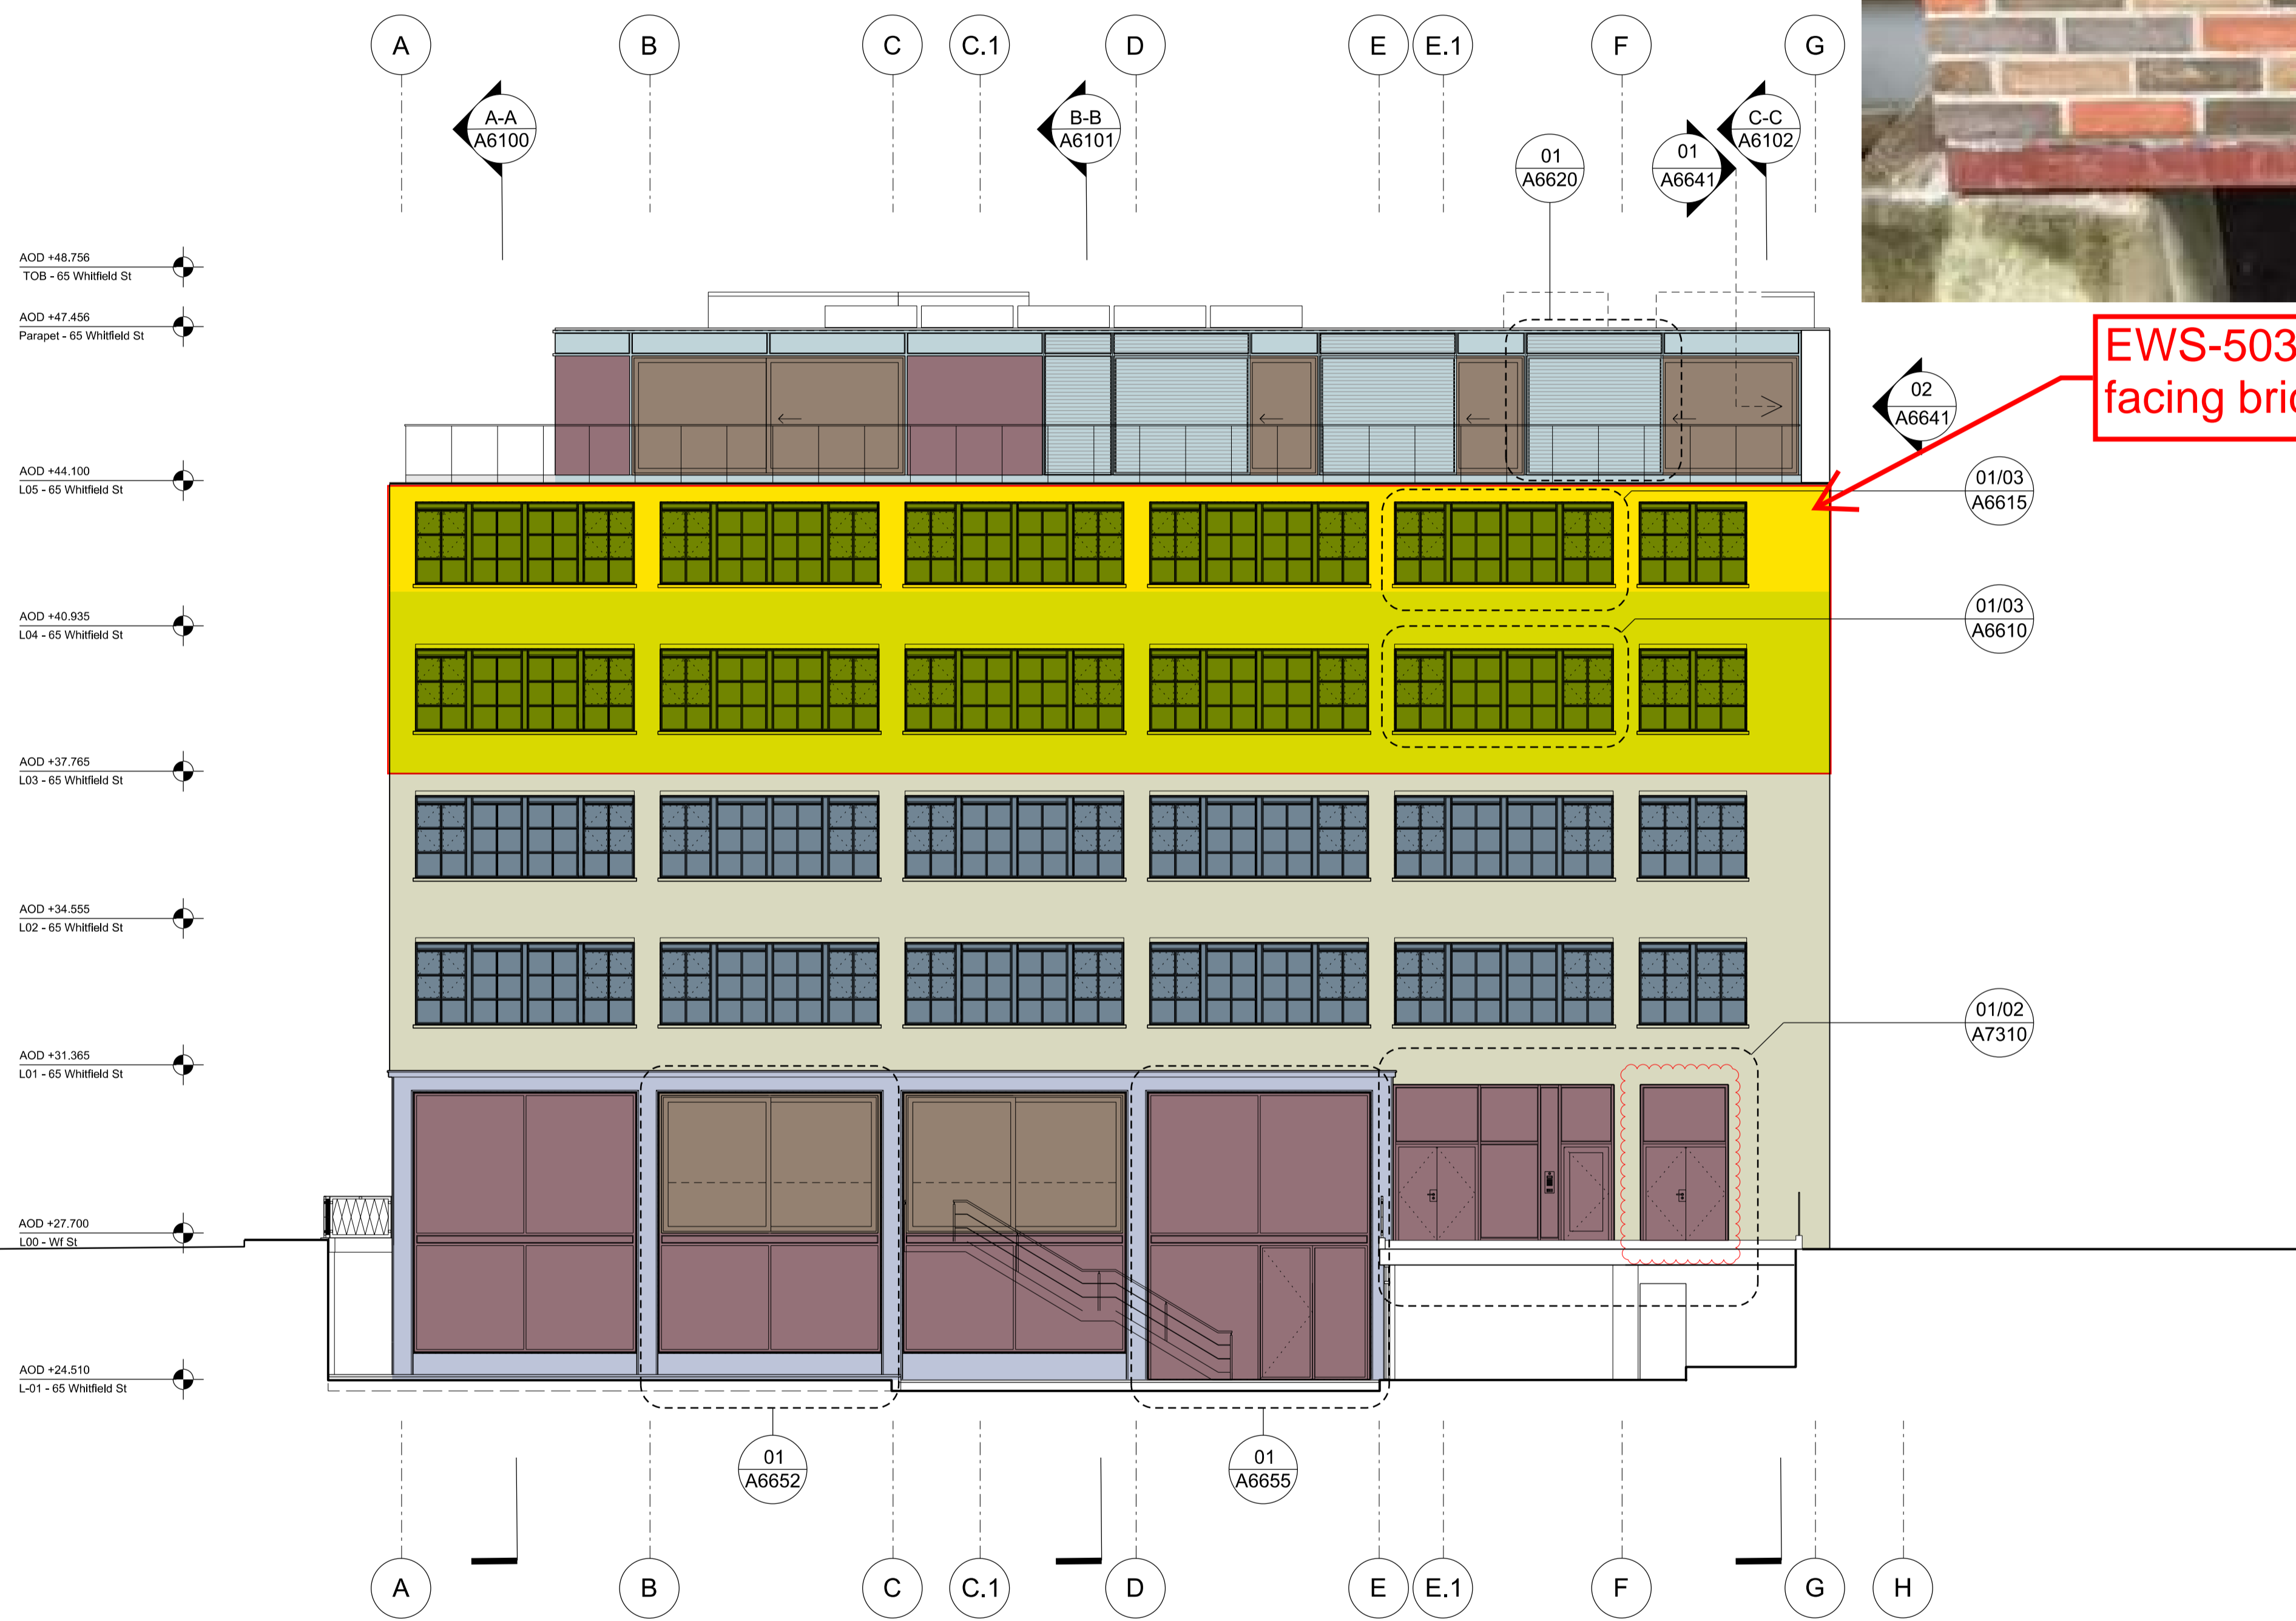 A B C C.1 D E E.1 F G
A-A
A6100
B-B
A6101
C-C
A6102
01
A6620
01
A6641
AOD +48.756
TOB - 65 Whitfield St
AOD +47.456
Parapet - 65 Whitfield St
EWS-503
facing bric
02
A6641
AOD +44.100
L05 - 65 Whitfield St
01/03
A6615
AOD +40.935
L04 - 65 Whitfield St
01/03
A6610
AOD +37.765
L03 - 65 Whitfield St
AOD +34.555
L02 - 65 Whitfield St
01/02
A7310
AOD +31.365
L01 - 65 Whitfield St
AOD +27.700
L00 - Wf St
AOD +24.510
L-01 - 65 Whitfield St
01
A6652
01
A6655
A B C C.1 D E E.1 F G H